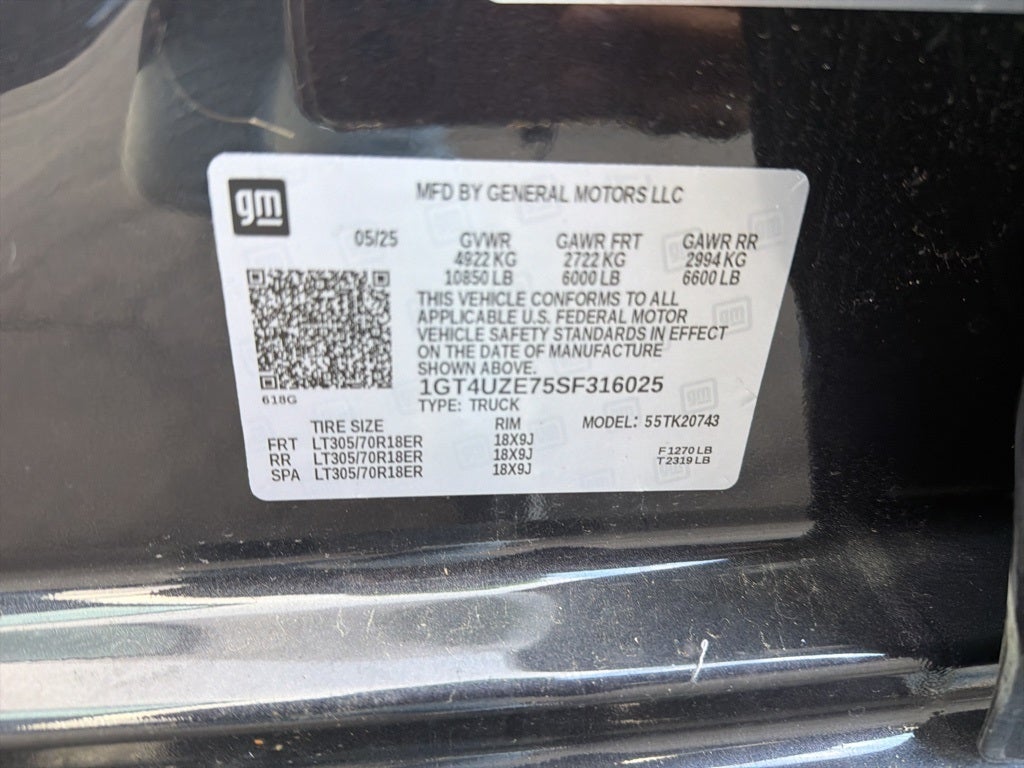 gm
MFD BY GENERAL MOTORS LLC
05/25 GVWR GAWR FRT GAWR RR
4922 KG 2722 KG 2994 KG
10850 LB 6000 LB 6600 LB
THIS VEHICLE CONFORMS TO ALL
APPLICABLE U.S. FEDERAL MOTOR
VEHICLE SAFETY STANDARDS IN EFFECT
ON THE DATE OF MANUFACTURE
SHOWN ABOVE.
618G
1GT4UZE75SF316025
TYPE: TRUCK
TIRE SIZE RIM MODEL: 55TK20743
FRT LT305/70R18ER 18X9J
RR LT305/70R18ER 18X9J
SPA LT305/70R18ER 18X9J
F 1270 LB
T 2319 LB